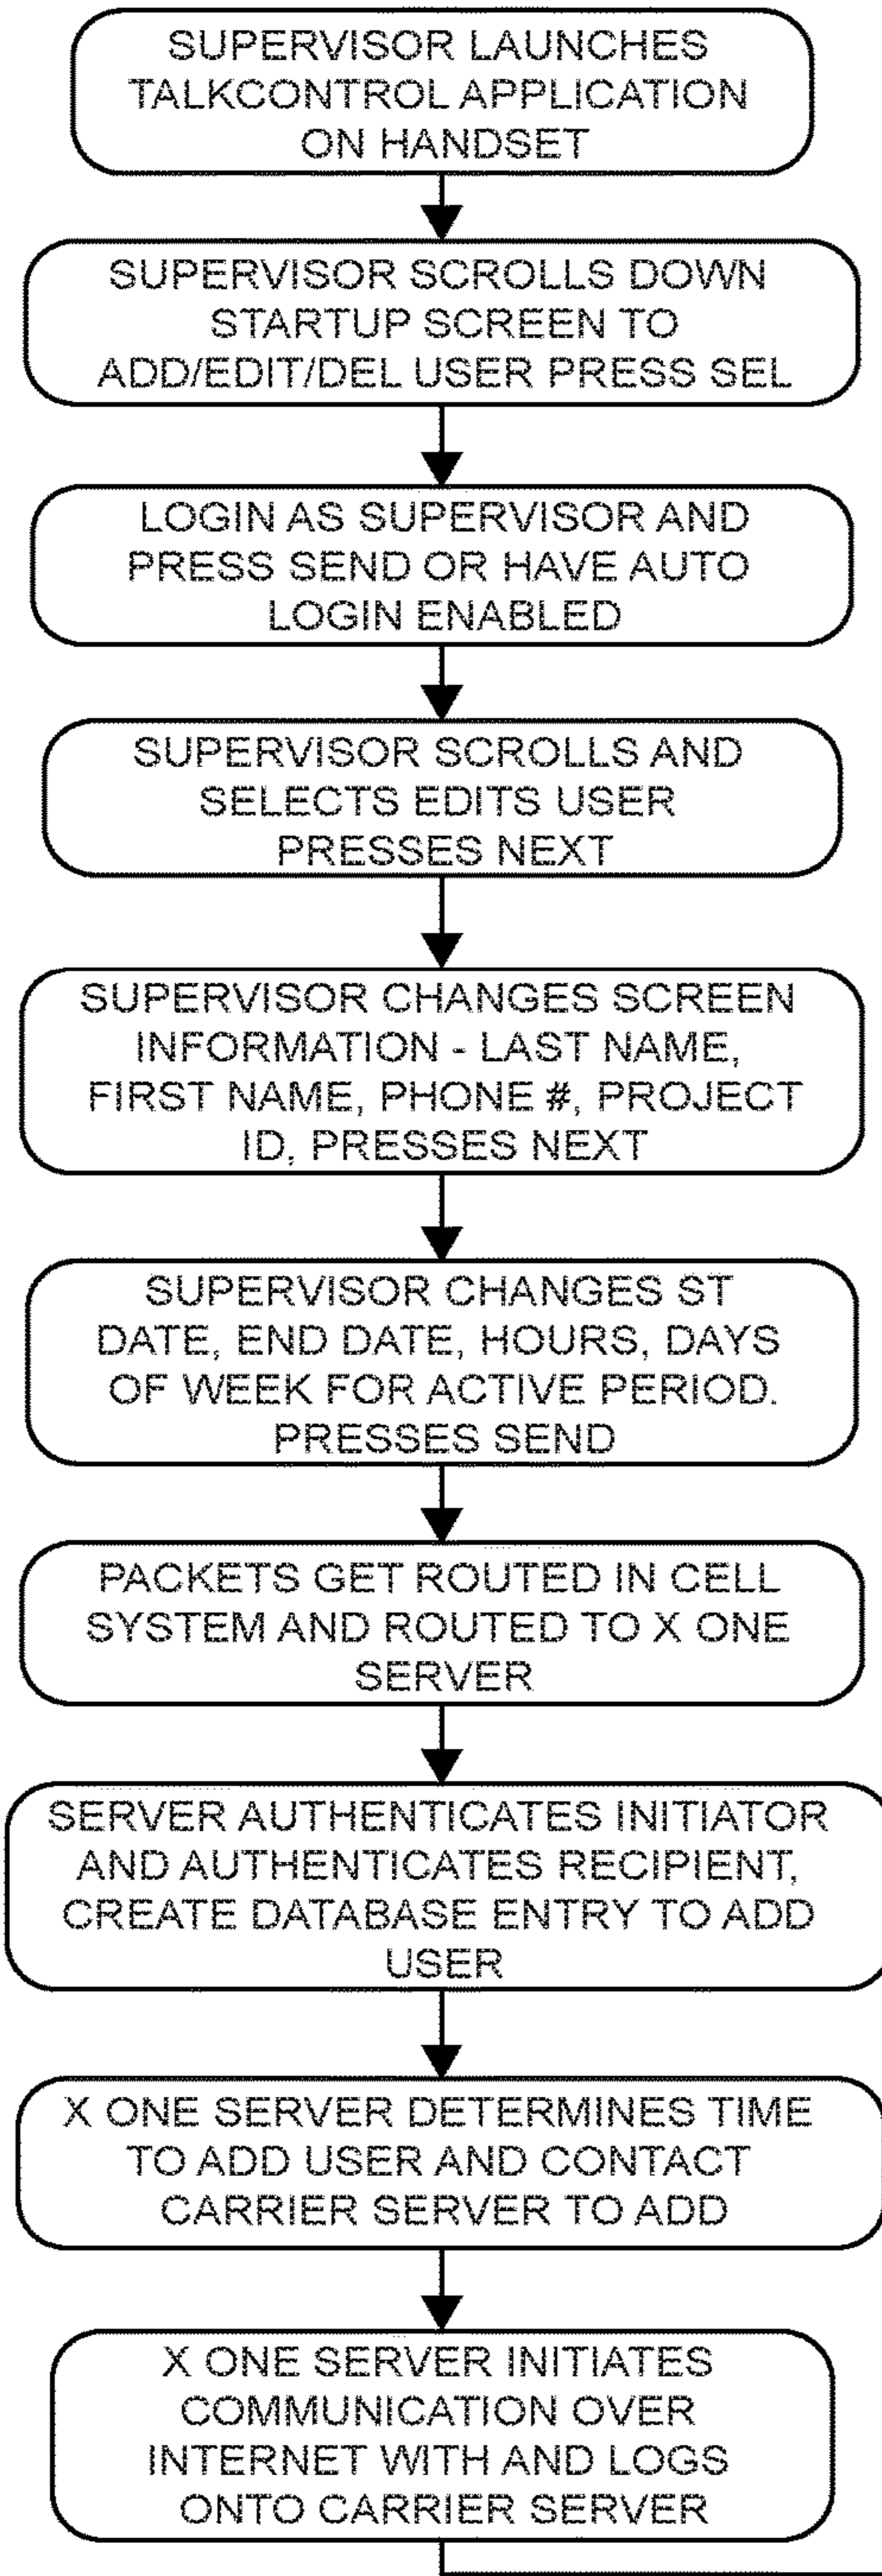 SUPERVISOR LAUNCHES
TALKCONTROL APPLICATION
ON HANDSET
SUPERVISOR SCROLLS DOWN
STARTUP SCREEN TO
ADD/EDIT/DEL USER PRESS SEL
LOGIN AS SUPERVISOR AND
PRESS SEND OR HAVE AUTO
LOGIN ENABLED
SUPERVISOR SCROLLS AND
SELECTS EDITS USER
PRESSES NEXT
SUPERVISOR CHANGES SCREEN
INFORMATION - LAST NAME,
FIRST NAME, PHONE #, PROJECT
ID, PRESSES NEXT
SUPERVISOR CHANGES ST
DATE, END DATE, HOURS, DAYS
OF WEEK FOR ACTIVE PERIOD.
PRESSES SEND
PACKETS GET ROUTED IN CELL
SYSTEM AND ROUTED TO X ONE
SERVER
SERVER AUTHENTICATES INITIATOR
AND AUTHENTICATES RECIPIENT,
CREATE DATABASE ENTRY TO ADD
USER
X ONE SERVER DETERMINES TIME
TO ADD USER AND CONTACT
CARRIER SERVER TO ADD
X ONE SERVER INITIATES
COMMUNICATION OVER
INTERNET WITH AND LOGS
ONTO CARRIER SERVER